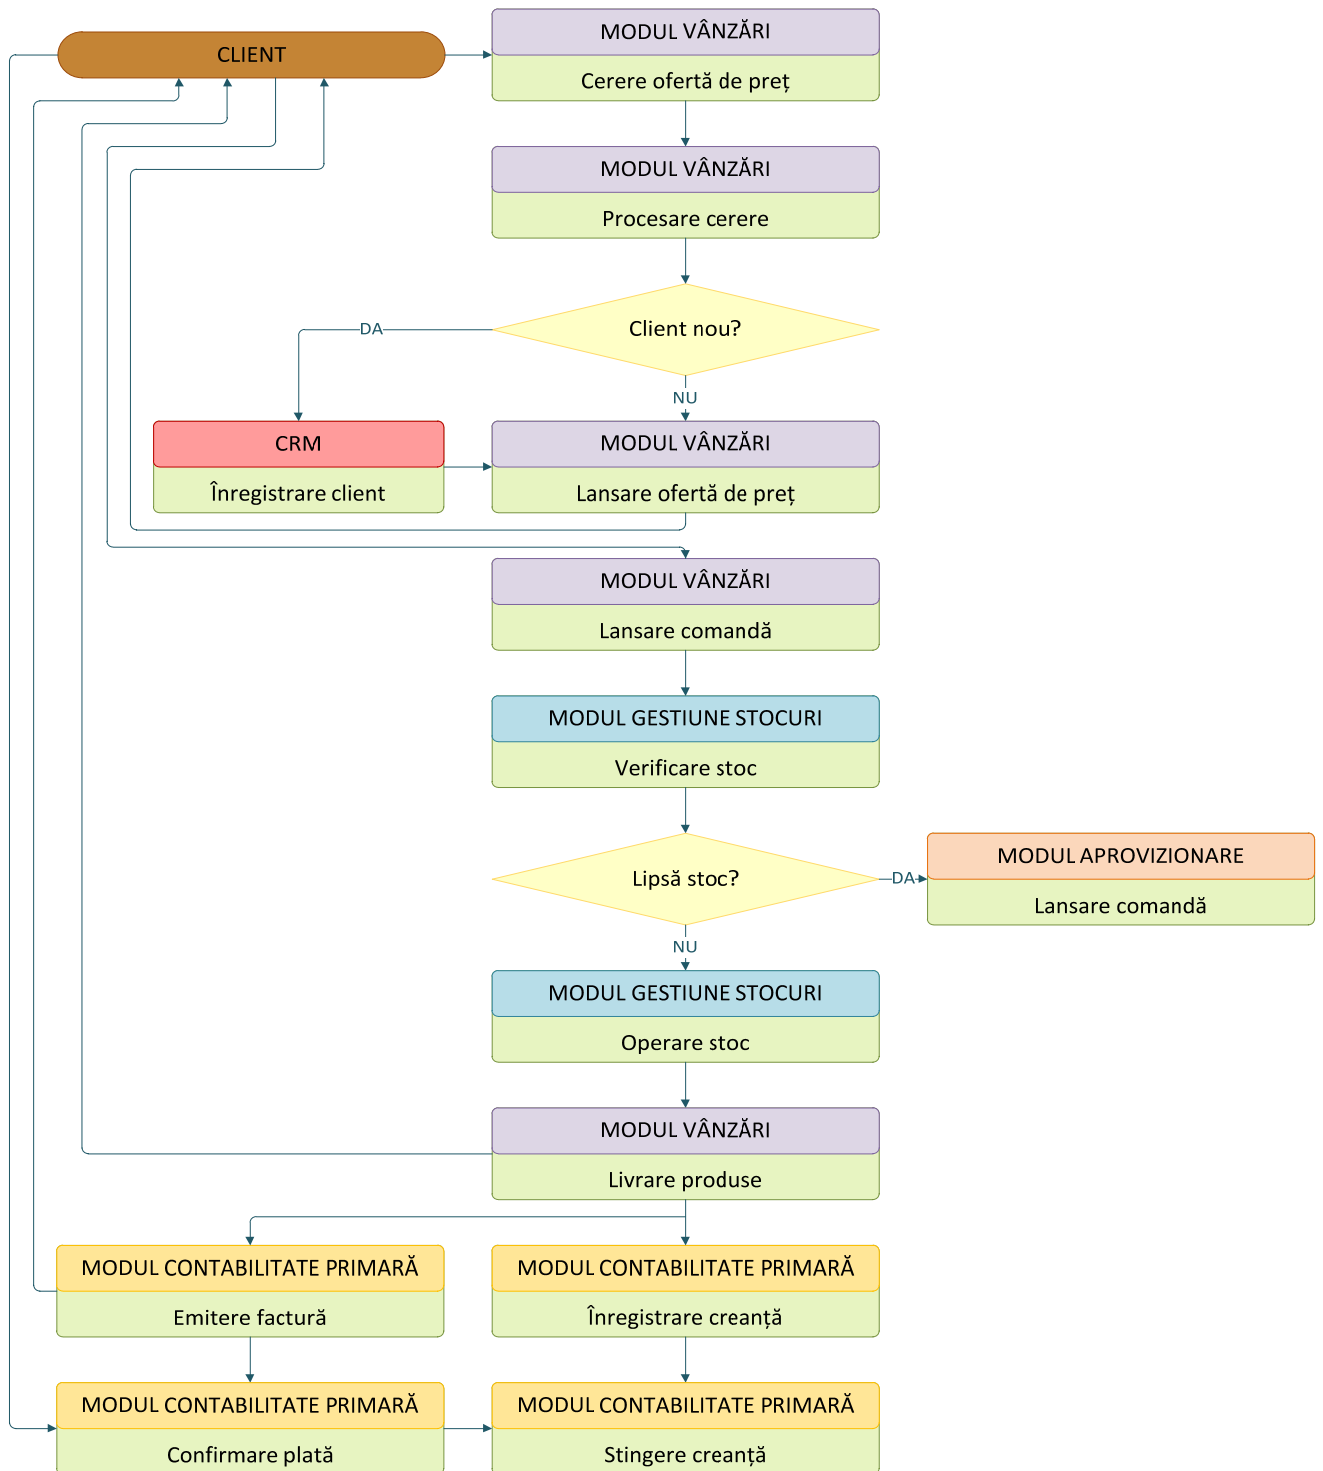 CLIENT
MODUL VÂNZĂRI
Cerere ofertă de preț
MODUL VÂNZĂRI
Procesare cerere
Client nou?
DA
NU
CRM
Înregistrare client
MODUL VÂNZĂRI
Lansare ofertă de preț
MODUL VÂNZĂRI
Lansare comandă
MODUL GESTIUNE STOCURI
Verificare stoc
Lipsă stoc?
DA
MODUL APROVIZIONARE
Lansare comandă
NU
MODUL GESTIUNE STOCURI
Operare stoc
MODUL VÂNZĂRI
Livrare produse
MODUL CONTABILITATE PRIMARĂ
Emitere factură
MODUL CONTABILITATE PRIMARĂ
Înregistrare creanță
MODUL CONTABILITATE PRIMARĂ
Confirmare plată
MODUL CONTABILITATE PRIMARĂ
Stingere creanță